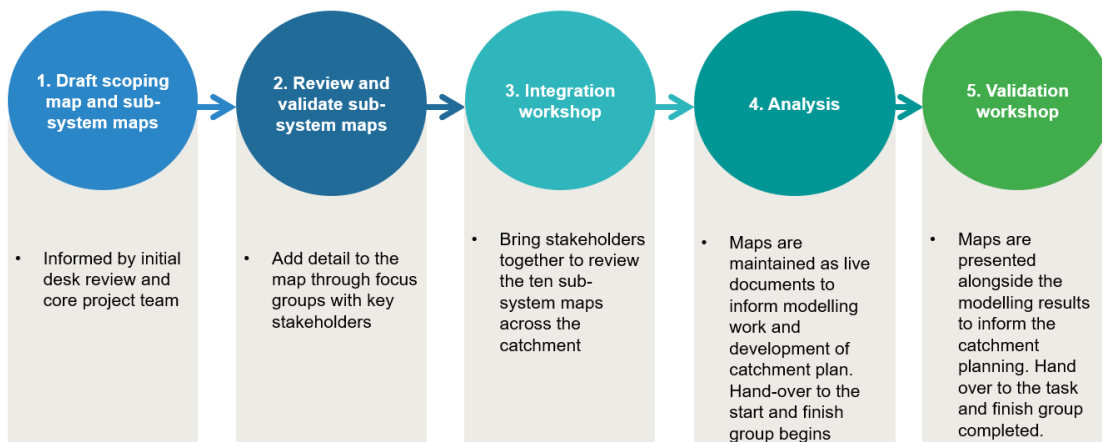 1. Draft scoping
map and sub-
system maps
2. Review and
validate sub-
system maps
3. Integration
workshop
4. Analysis
5. Validation
workshop
• Informed by initial
desk review and
core project team
• Add detail to the
map through focus
groups with key
stakeholders
• Bring stakeholders
together to review
the ten sub-
system maps
across the
catchment
• Maps are
maintained as live
documents to
inform modelling
work and
development of
catchment plan.
Hand-over to the
start and finish
group begins
• Maps are
presented
alongside the
modelling results
to inform the
catchment
planning. Hand
over to the task
and finish group
completed.